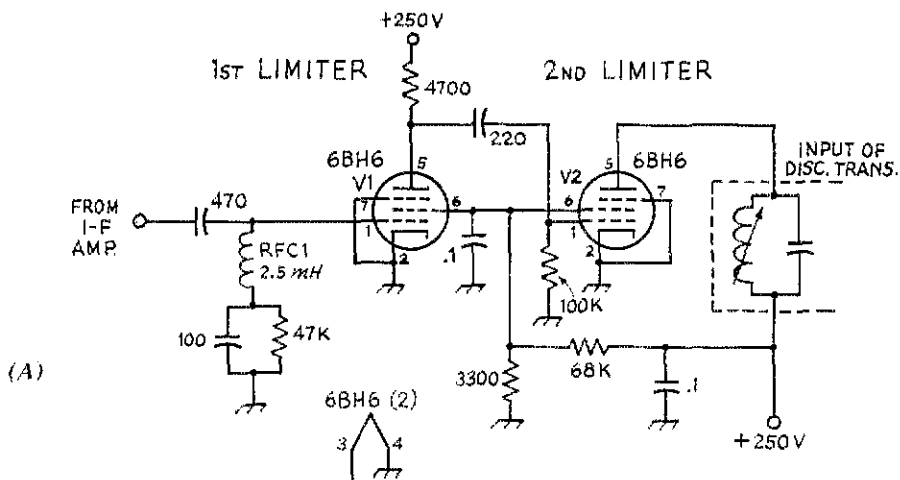 +250V
1ST LIMITER
2ND LIMITER
4700
220
5
6BH6
V1
7
1
6
2
5
6BH6
V2
7
6
1
2
INPUT OF
DISC. TRANS.
FROM
I-F
AMP.
470
RFC1
2.5 mH
.1
100K
100
47K
(A)
3300
68K
.1
6BH6 (2)
3
4
+250V